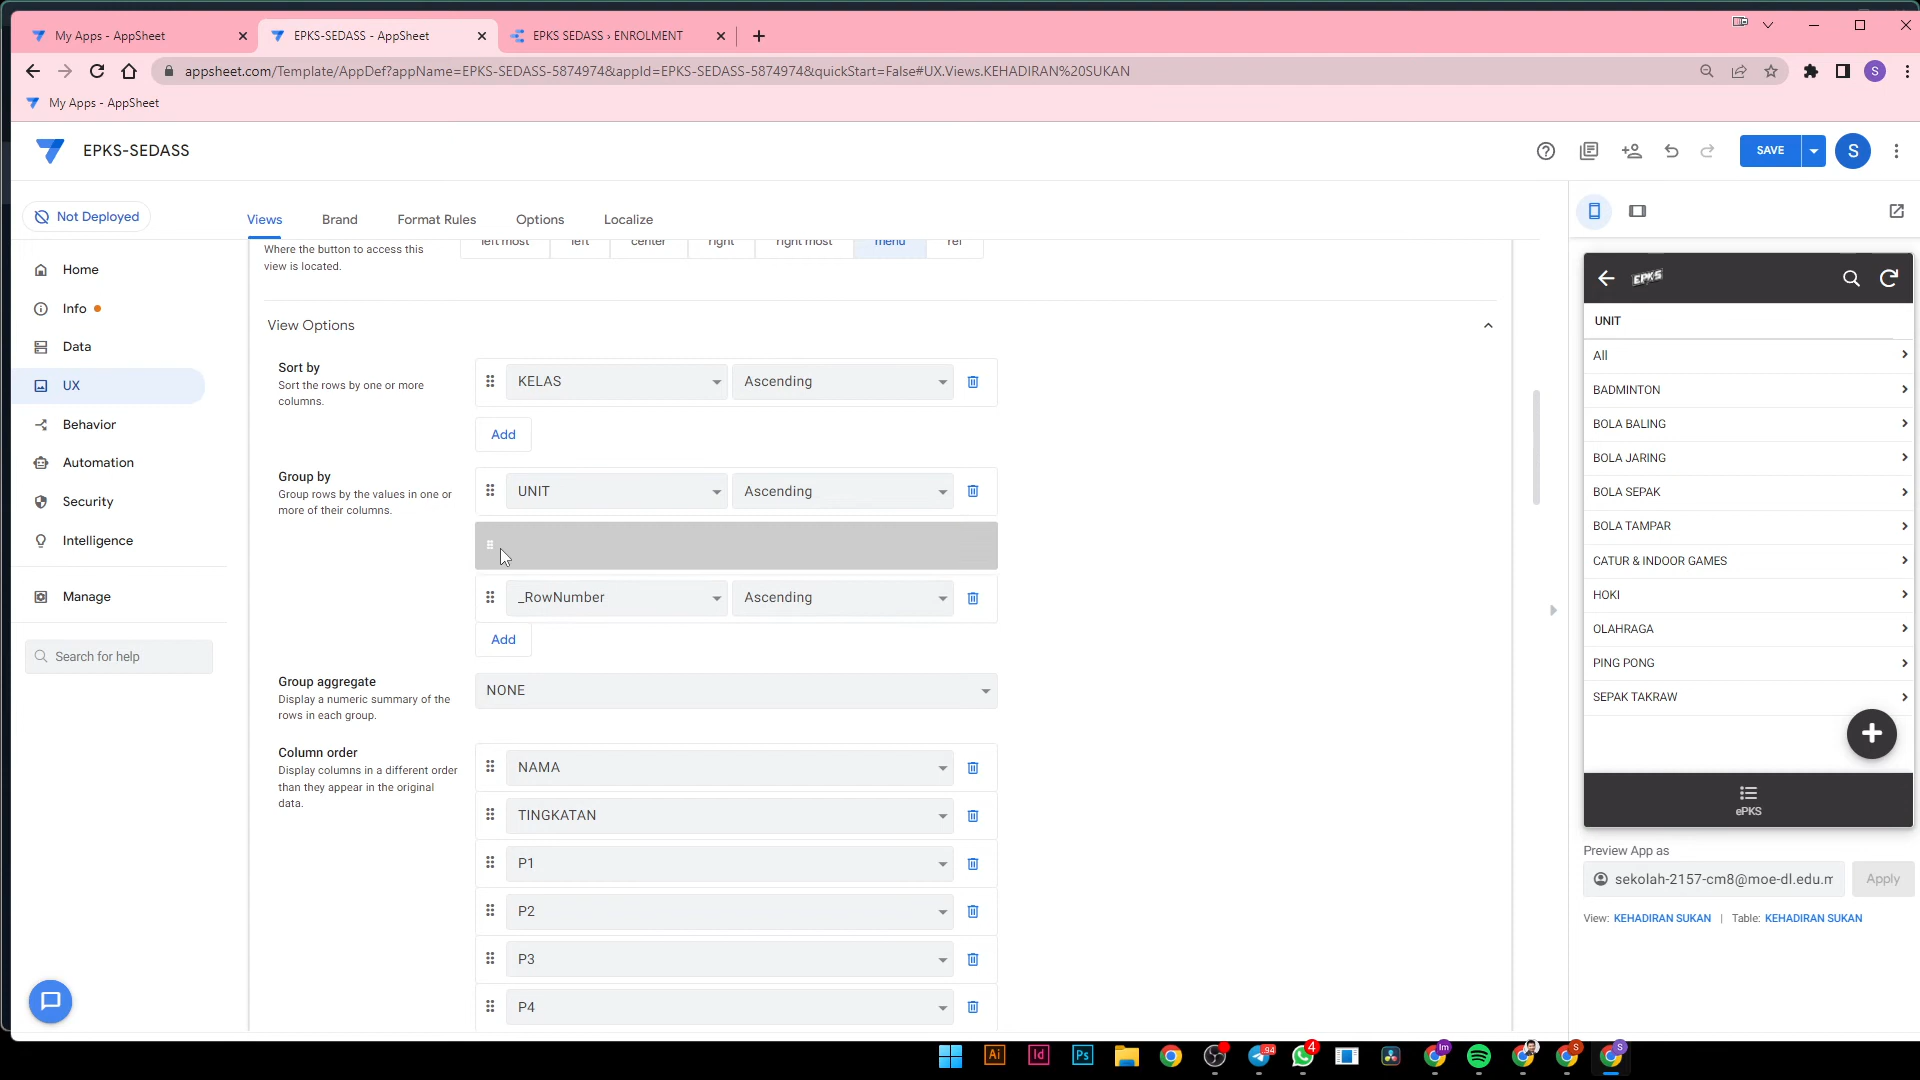 My Apps - AppSheet
EPKS-SEDASS - AppSheet
EPKS SEDASS › ENROLMENT
appsheet.com/Template/AppDef?appName=EPKS-SEDASS-5874974&appId=EPKS-SEDASS-5874974&quickStart=False#UX.Views.KEHADIRAN%20SUKAN
S
My Apps - AppSheet
EPKS-SEDASS
SAVE
S
Not Deployed
Views
Brand
Format Rules
Options
Localize
Home
Info
Data
UX
Behavior
Automation
Security
Intelligence
Manage
Search for help
Where the button to access this
view is located.
left most
left
center
right
right most
menu
ref
View Options
Sort by
Sort the rows by one or more
columns.
KELAS
Ascending
Add
Group by
Group rows by the values in one or
more of their columns.
UNIT
Ascending
_RowNumber
Ascending
Add
Group aggregate
Display a numeric summary of the
rows in each group.
NONE
Column order
Display columns in a different order
than they appear in the original
data.
NAMA
TINGKATAN
P1
P2
P3
P4
EPKS
UNIT
All
BADMINTON
BOLA BALING
BOLA JARING
BOLA SEPAK
BOLA TAMPAR
CATUR & INDOOR GAMES
HOKI
OLAHRAGA
PING PONG
SEPAK TAKRAW
ePKS
Preview App as
sekolah-2157-cm8@moe-dl.edu.m
Apply
View: KEHADIRAN SUKAN | Table: KEHADIRAN SUKAN
Ai
Id
Ps
94
4
Im
S
S